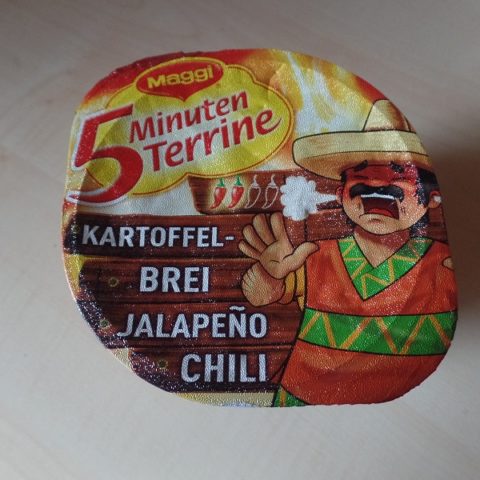 Maggi
5 Minuten
Terrine
KARTOFFEL-
BREI
JALAPEÑO
CHILI